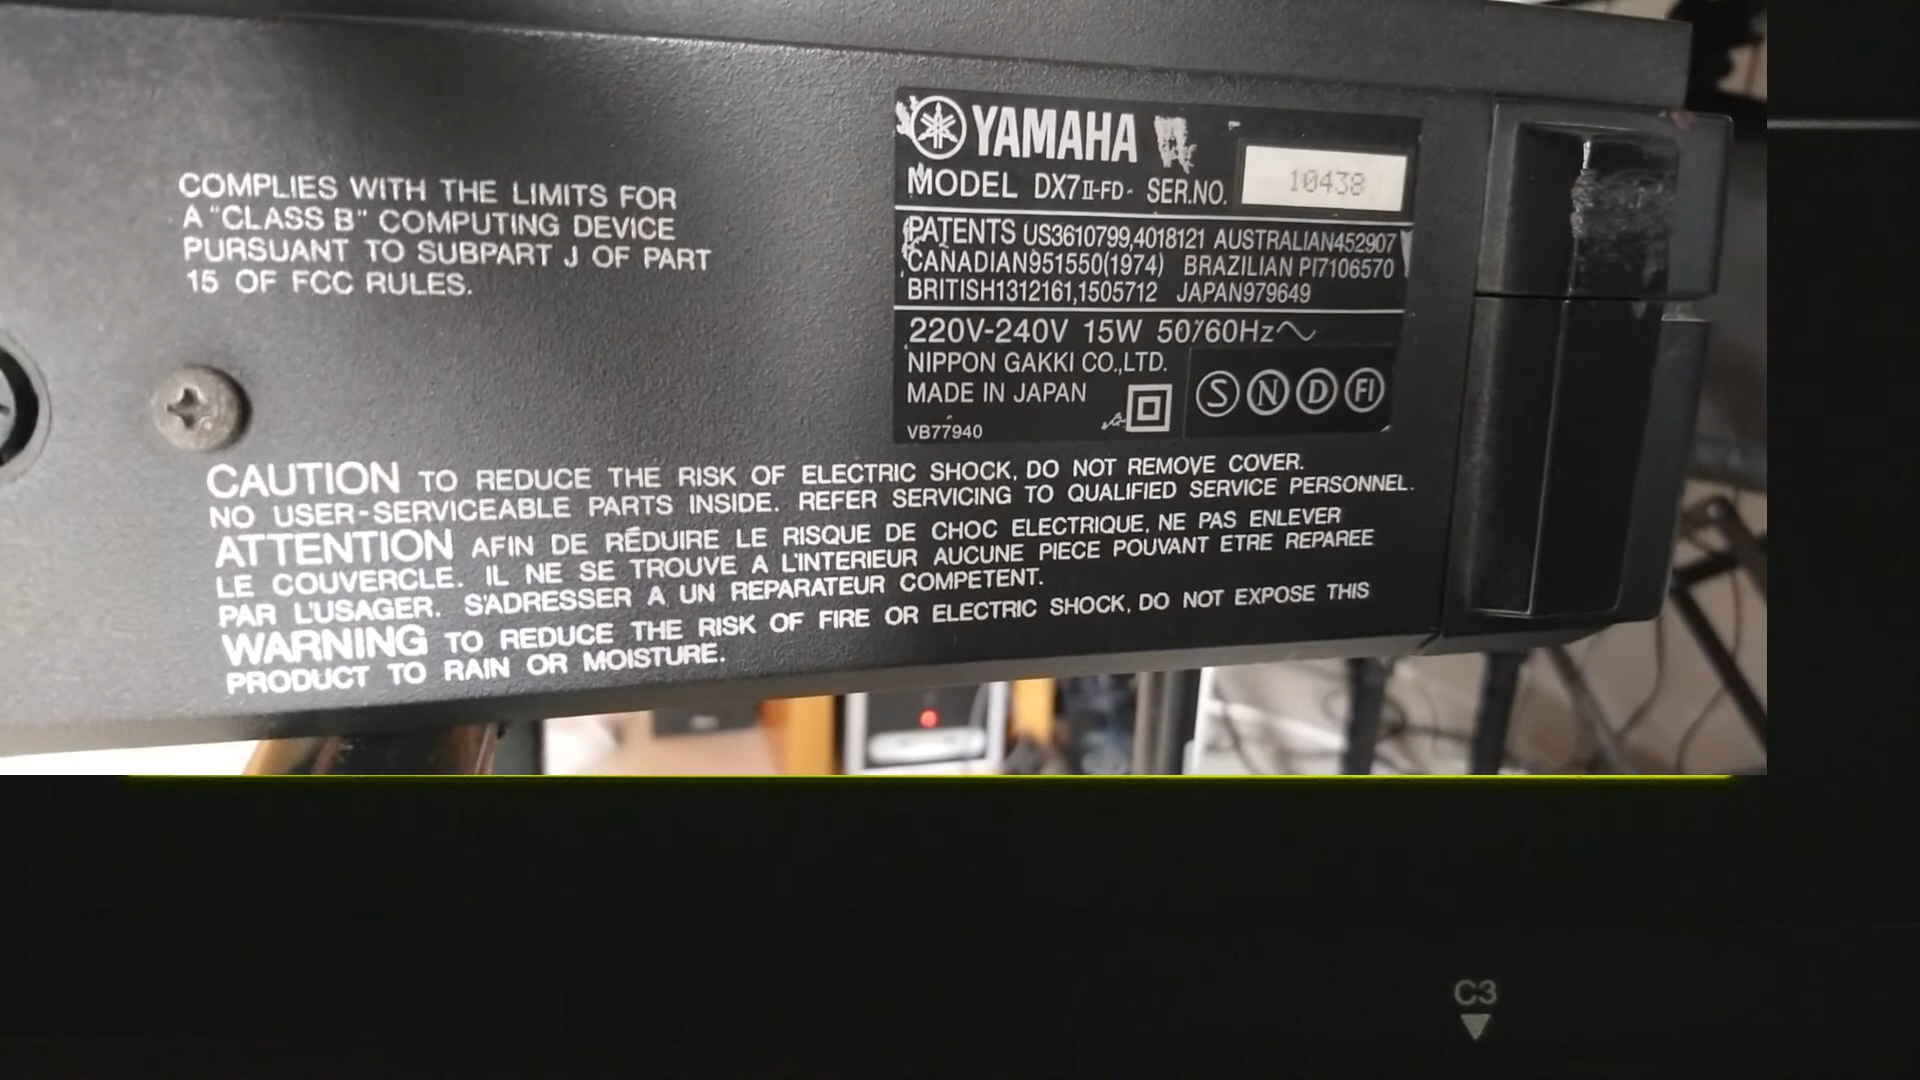 COMPLIES WITH THE LIMITS FOR
A "CLASS B" COMPUTING DEVICE
PURSUANT TO SUBPART J OF PART
15 OF FCC RULES.
YAMAHA
MODEL DX7II-FD SER.NO. 10438
PATENTS US3610799,4018121 AUSTRALIAN452907
CANADIAN951550(1974) BRAZILIAN PI7106570
BRITISH1312161,1505712 JAPAN979649
220V-240V 15W 50/60Hz~
NIPPON GAKKI CO.,LTD.
MADE IN JAPAN
S N D FI
VB77940
CAUTION TO REDUCE THE RISK OF ELECTRIC SHOCK, DO NOT REMOVE COVER.
NO USER-SERVICEABLE PARTS INSIDE. REFER SERVICING TO QUALIFIED SERVICE PERSONNEL.
ATTENTION AFIN DE RÉDUIRE LE RISQUE DE CHOC ELECTRIQUE, NE PAS ENLEVER
LE COUVERCLE. IL NE SE TROUVE A L'INTERIEUR AUCUNE PIECE POUVANT ETRE REPAREE
PAR L'USAGER. S'ADRESSER A UN REPARATEUR COMPETENT.
WARNING TO REDUCE THE RISK OF FIRE OR ELECTRIC SHOCK, DO NOT EXPOSE THIS
PRODUCT TO RAIN OR MOISTURE.
C3